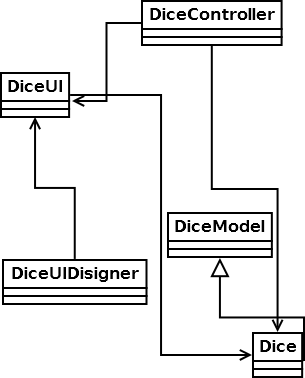 DiceController
DiceUI
DiceModel
DiceUIDisigner
Dice